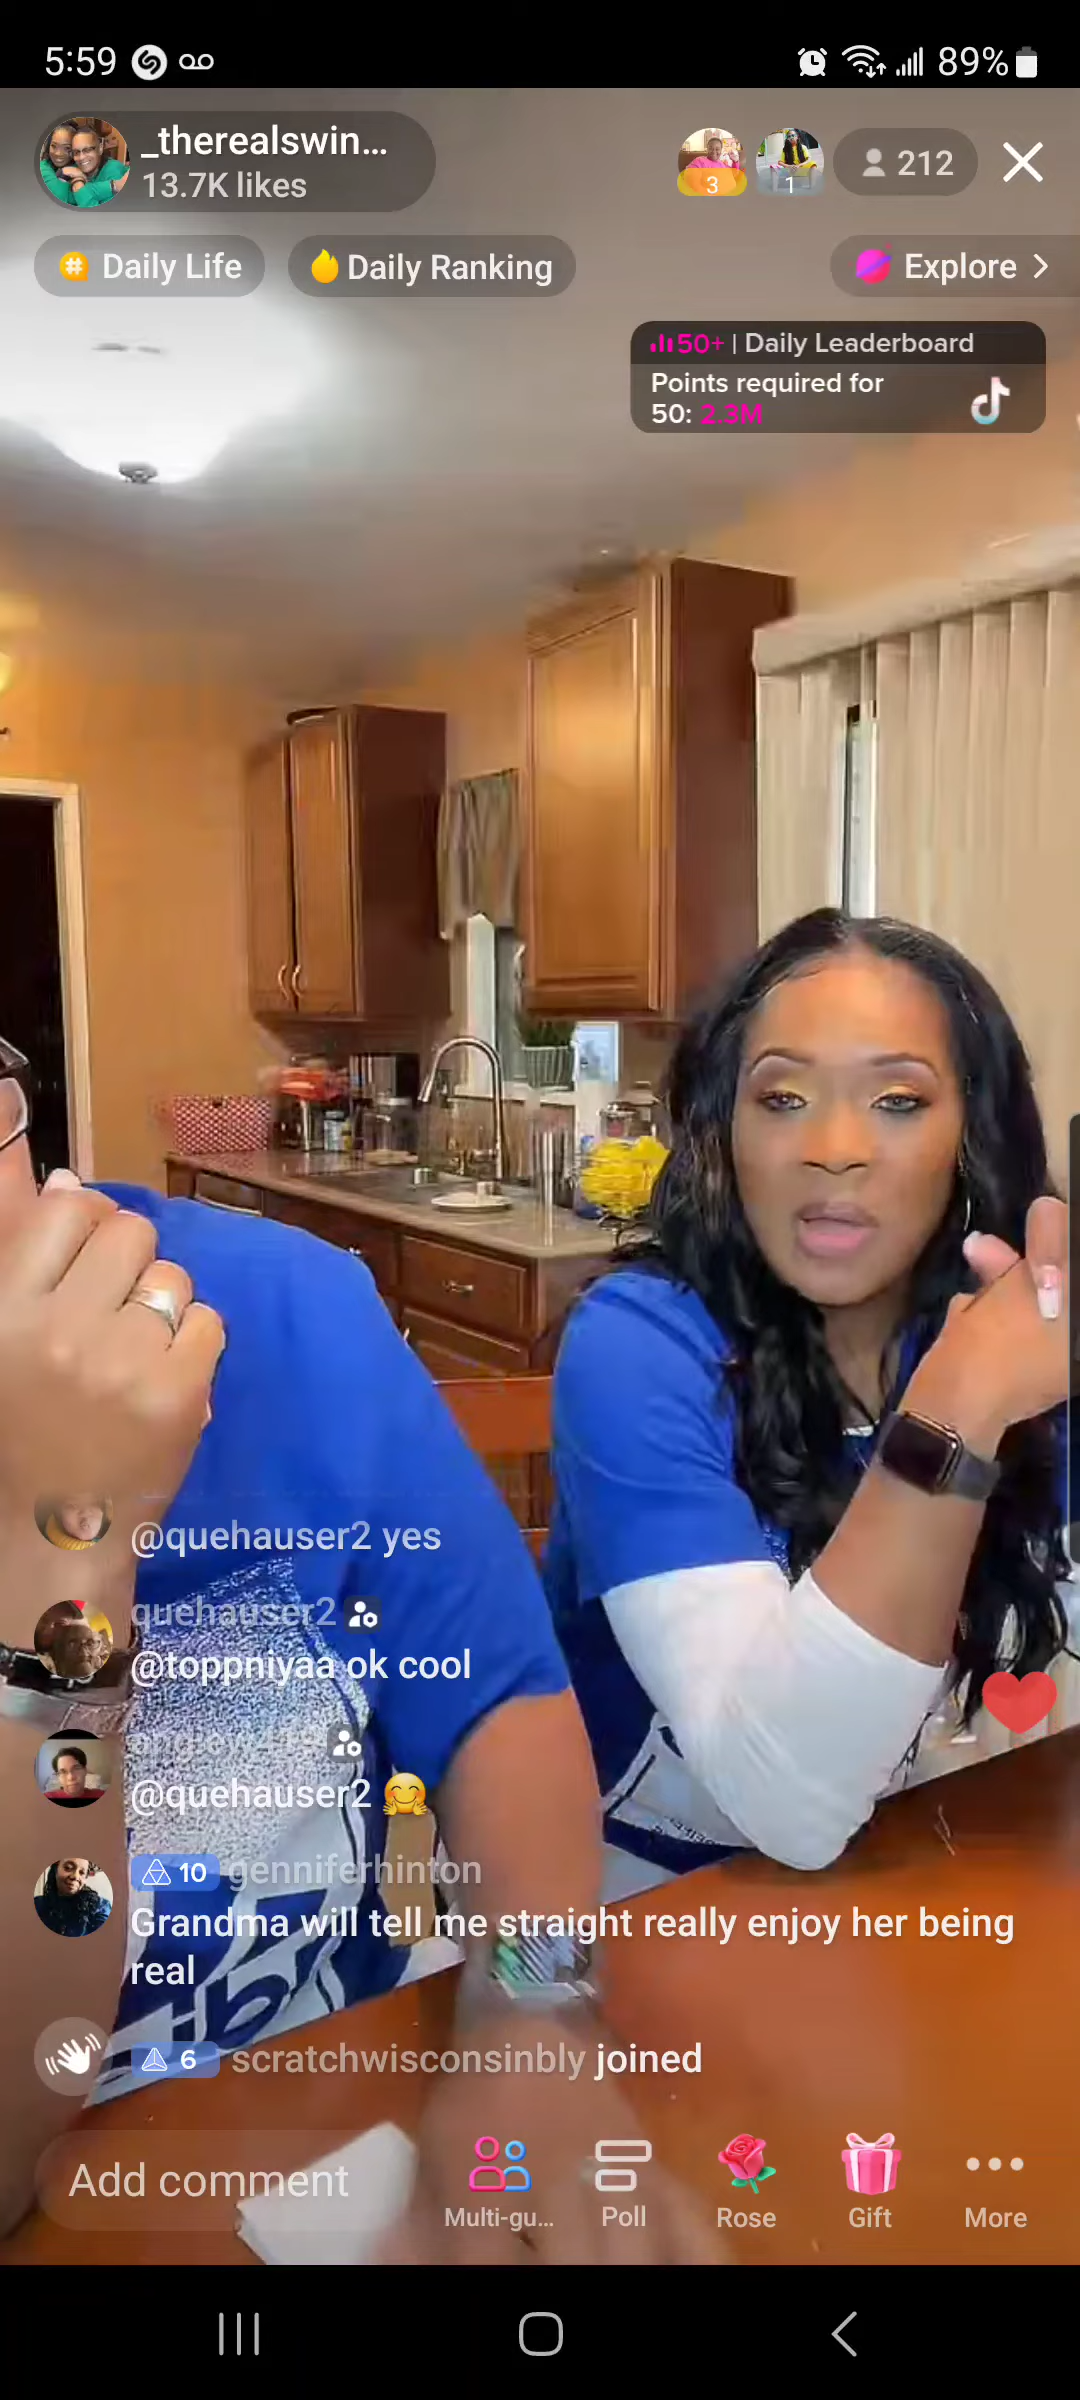 5:59
89%
_therealswin...
13.7K likes
3
1
212
Daily Life
Daily Ranking
Explore
50+ | Daily Leaderboard
Points required for
50: 2.3M
@quehauser2 yes
quehauser2
@toppniyaa ok cool
@quehauser2 🤗
10 genniferhinton
Grandma will tell me straight really enjoy her being
real
6 scratchwisconsinbly joined
Add comment
Multi-gu...
Poll
Rose
Gift
More